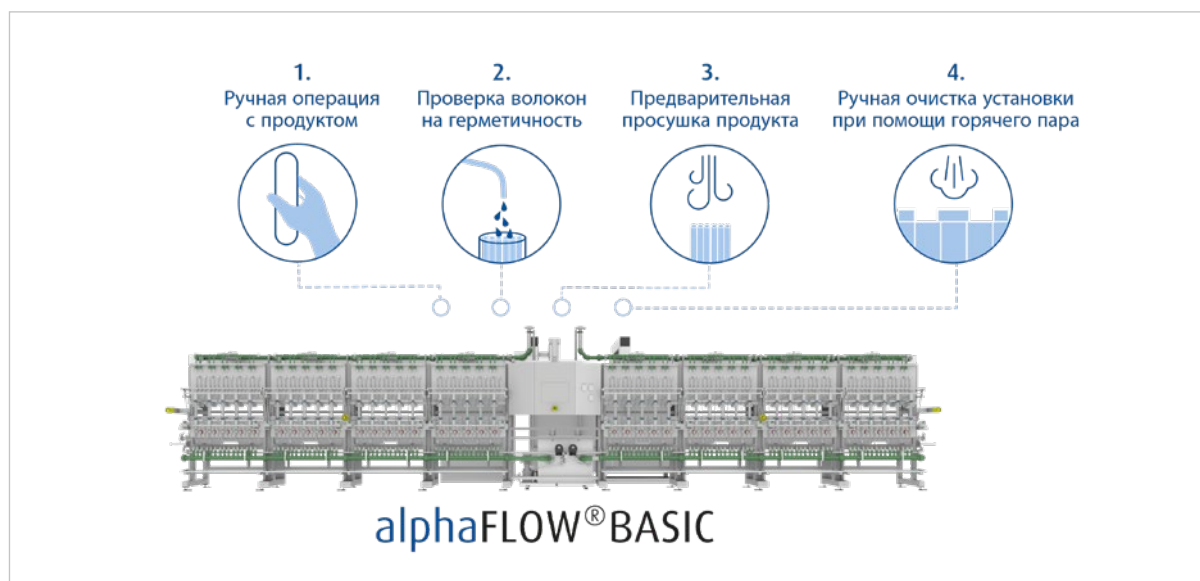 1.
Ручная операция
с продуктом
2.
Проверка волокон
на герметичность
3.
Предварительная
просушка продукта
4.
Ручная очистка установки
при помощи горячего пара
alphaFLOW®BASIC